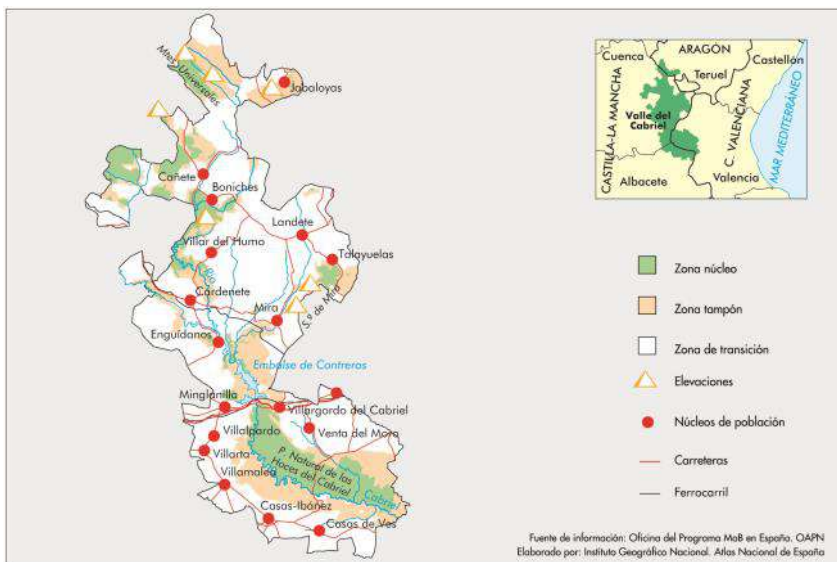 Mtes. Universales
Jabaloyas
Cañete
Boniches
Landete
Villar del Humo
Talayuelas
Río
Cardenete
Mira
S.ª de Mira
Enguídanos
Embalse de Contreras
Minglanilla
Villargordo del Cabriel
Villalpardo
Venta del Moro
Villarta
P. Natural de las
Hoces del Cabriel
Villamalea
Cabriel
Casas-Ibáñez
Casas de Ves
Cuenca
ARAGÓN
Castellón
Teruel
CASTILLA-LA MANCHA
Valle del
Cabriel
C. VALENCIANA
MAR MEDITERRÁNEO
Albacete
Valencia
Zona núcleo
Zona tampón
Zona de transición
Elevaciones
Núcleos de población
Carreteras
Ferrocarril
Fuente de información: Oficina del Programa MaB en España. OAPN
Elaborado por: Instituto Geográfico Nacional. Atlas Nacional de España